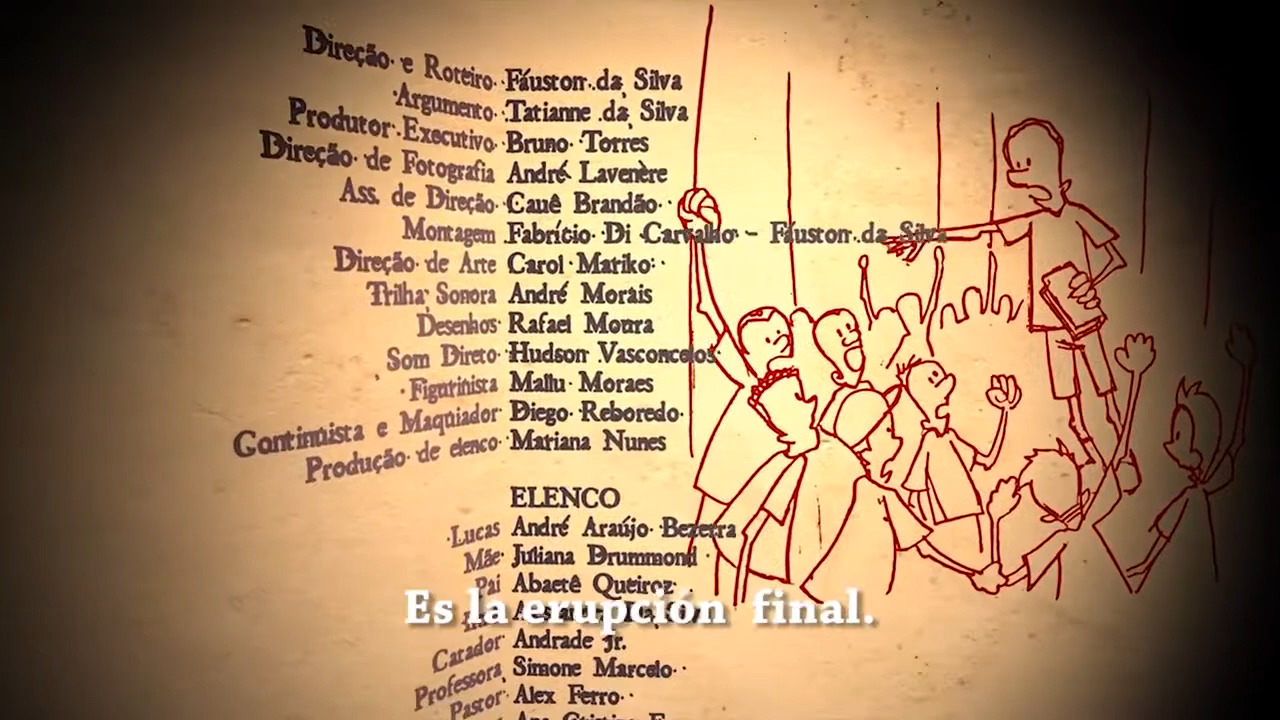 Direção e Roteiro Fáuston da Silva
Argumento Tatianne da Silva
Produtor Executivo Bruno Torres
Direção de Fotografia André Lavenère
Ass. de Direção Cauê Brandão
Montagem Fabrício Di Carvalho - Fáuston da Silva
Direção de Arte Carol Mariko
Trilha Sonora André Morais
Desenhos Rafael Moura
Som Direto Hudson Vasconcelos
Figurinista Mallu Moraes
Continuista e Maquiador Diego Reboredo
Produção de elenco Mariana Nunes
ELENCO
Lucas André Araújo Bezerra
Mãe Juliana Drummond
Pai Abaetê Queiroz
Es la erupción final.
Catador Andrade Jr.
Professora Simone Marcelo
Pastor Alex Ferro